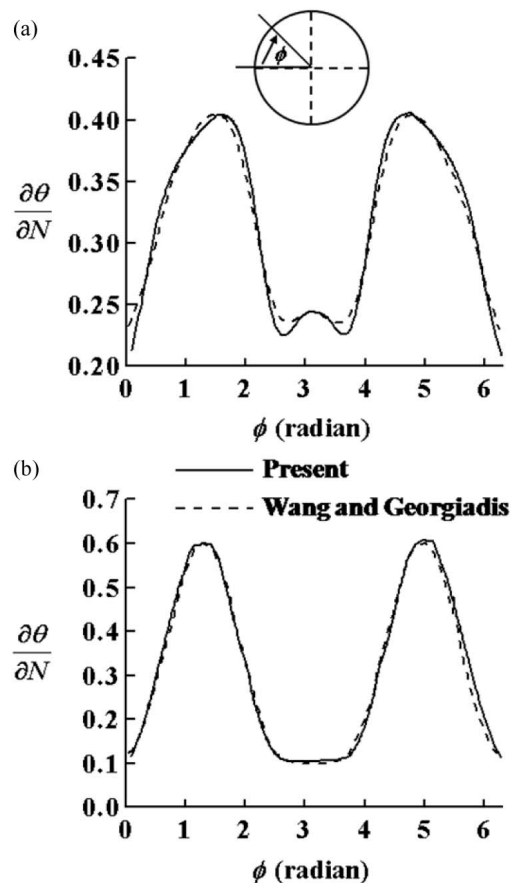 (a)
ϕ
0.45
0.40
0.35
0.30
0.25
0.20
∂θ
∂N
0 1 2 3 4 5 6
ϕ (radian)
(b)
Present
Wang and Georgiadis
0.7
0.6
0.5
0.4
0.3
0.2
0.1
0.0
∂θ
∂N
0 1 2 3 4 5 6
ϕ (radian)